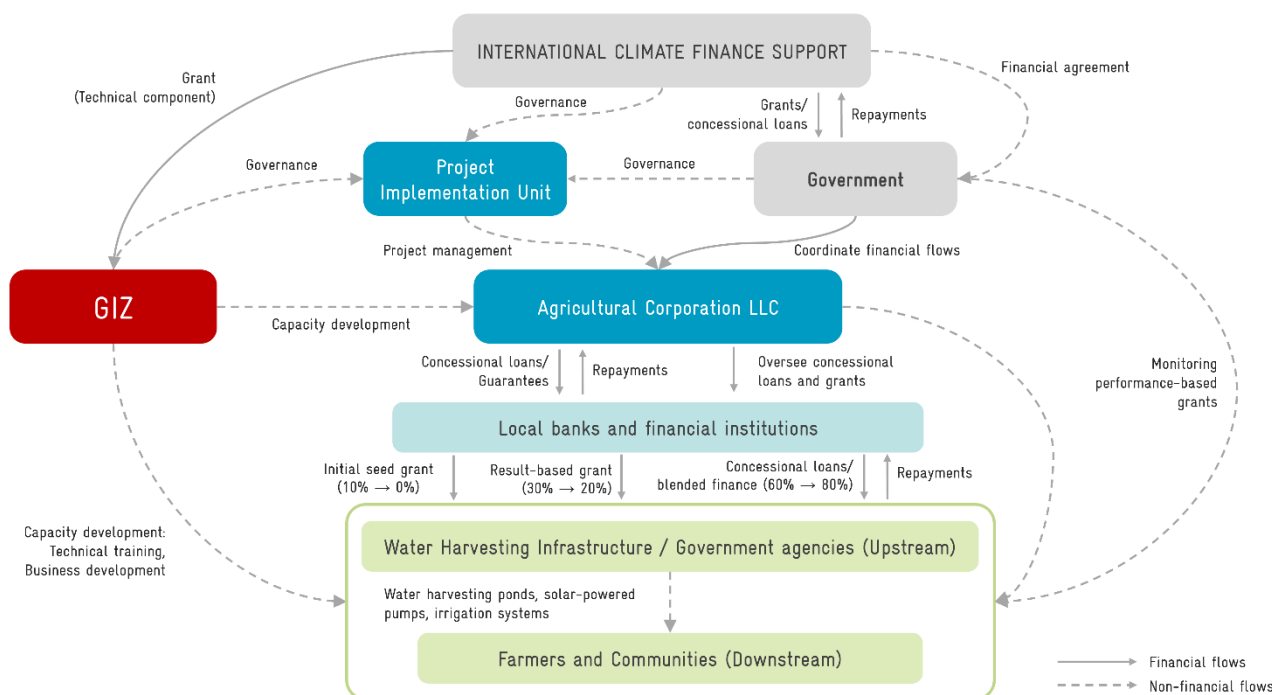 INTERNATIONAL CLIMATE FINANCE SUPPORT
Grant
(Technical component)
Financial agreement
Governance
Grants/
concessional loans
Repayments
Governance
Project
Implementation Unit
Governance
Government
Project management
Coordinate financial flows
GIZ
Capacity development
Agricultural Corporation LLC
Concessional loans/
Guarantees
Repayments
Oversee concessional
loans and grants
Monitoring
performance-based
grants
Local banks and financial institutions
Initial seed grant
(10% → 0%)
Result-based grant
(30% → 20%)
Concessional loans/
blended finance (60% → 80%)
Repayments
Capacity development:
Technical training,
Business development
Water Harvesting Infrastructure / Government agencies (Upstream)
Water harvesting ponds, solar-powered
pumps, irrigation systems
Farmers and Communities (Downstream)
Financial flows
Non-financial flows